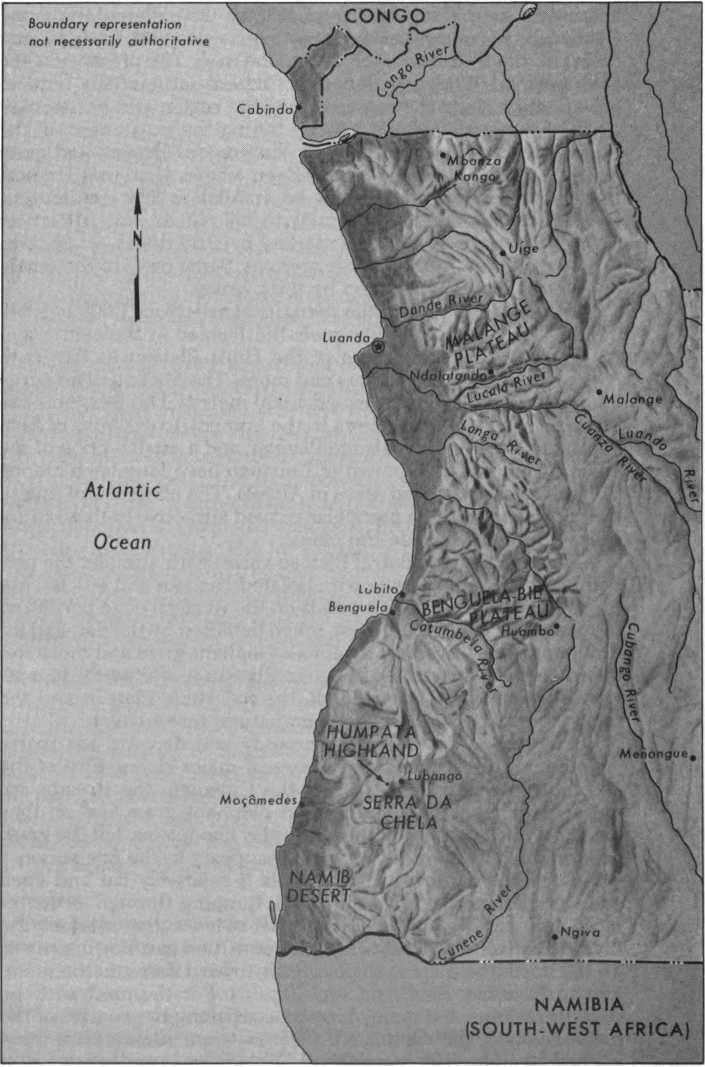 Boundary representation
not necessarily authoritative
CONGO
Congo River
Cabinda
Mbanza
Kongo
N
Uíge
Dande River
Luanda
MALANGE
PLATEAU
Ndalatando
Lucala River
Malange
Longa River
Cuanza River
Luando
River
Atlantic
Ocean
Lobito
Benguela
BENGUELA-BIE
PLATEAU
Huambo
Catumbela River
Cubango River
HUMPATA
HIGHLAND
Menongue
Lubango
Moçâmedes
SERRA DA
CHELA
NAMIB
DESERT
Cunene River
Ngiva
NAMIBIA
(SOUTH-WEST AFRICA)